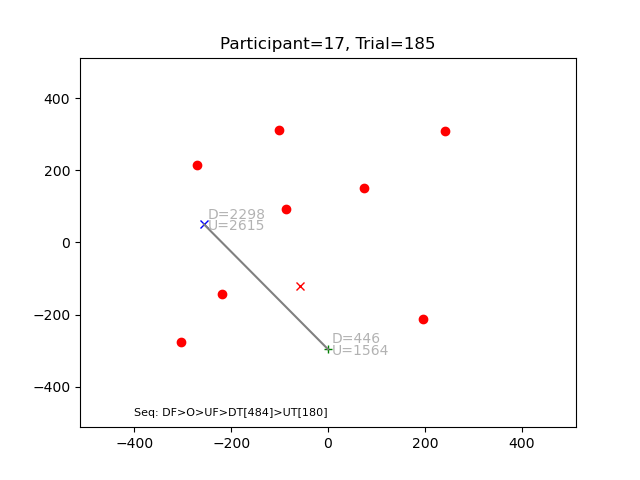 Participant=17, Trial=185
400
200
0
−200
−400
D=2298
U=2615
D=446
U=1564
Seq: DF>O>UF>DT[484]>UT[180]
−400 −200 0 200 400